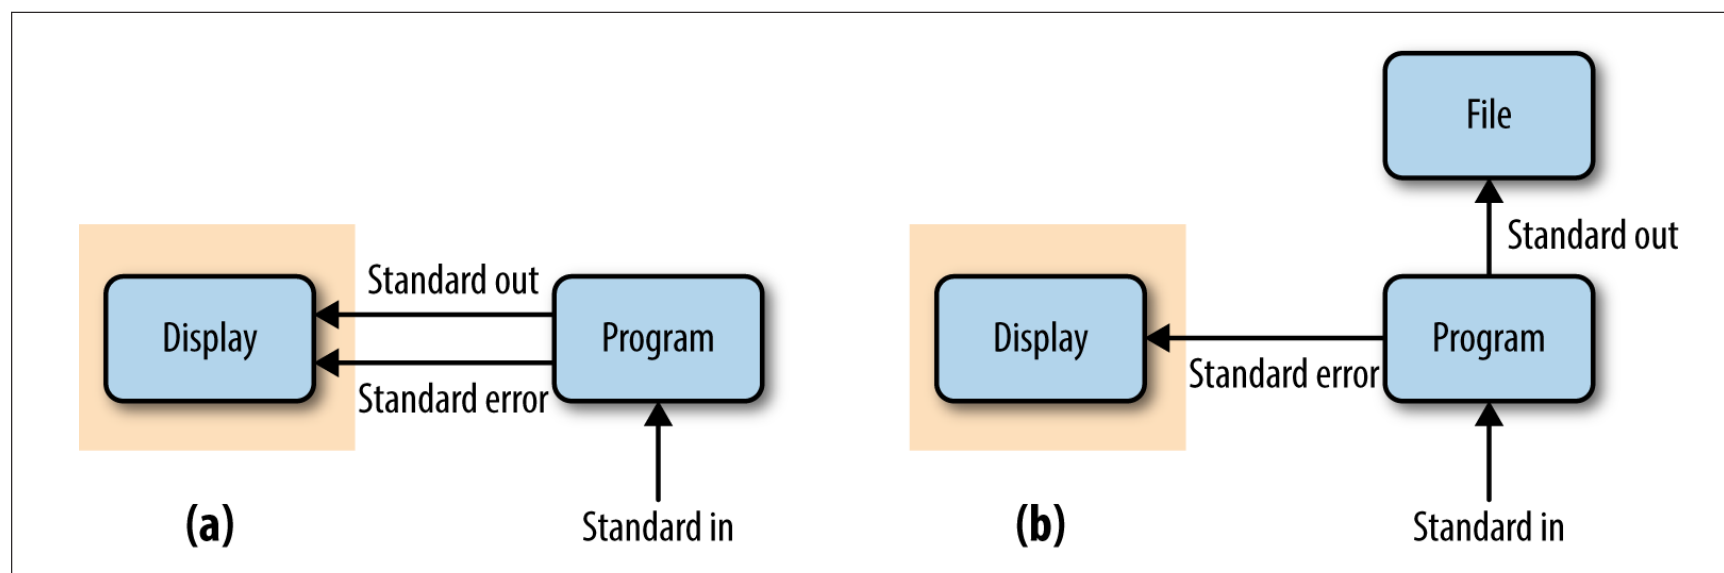 Display
Standard out
Standard error
Program
Standard in
(a)
File
Standard out
Display
Standard error
Program
Standard in
(b)